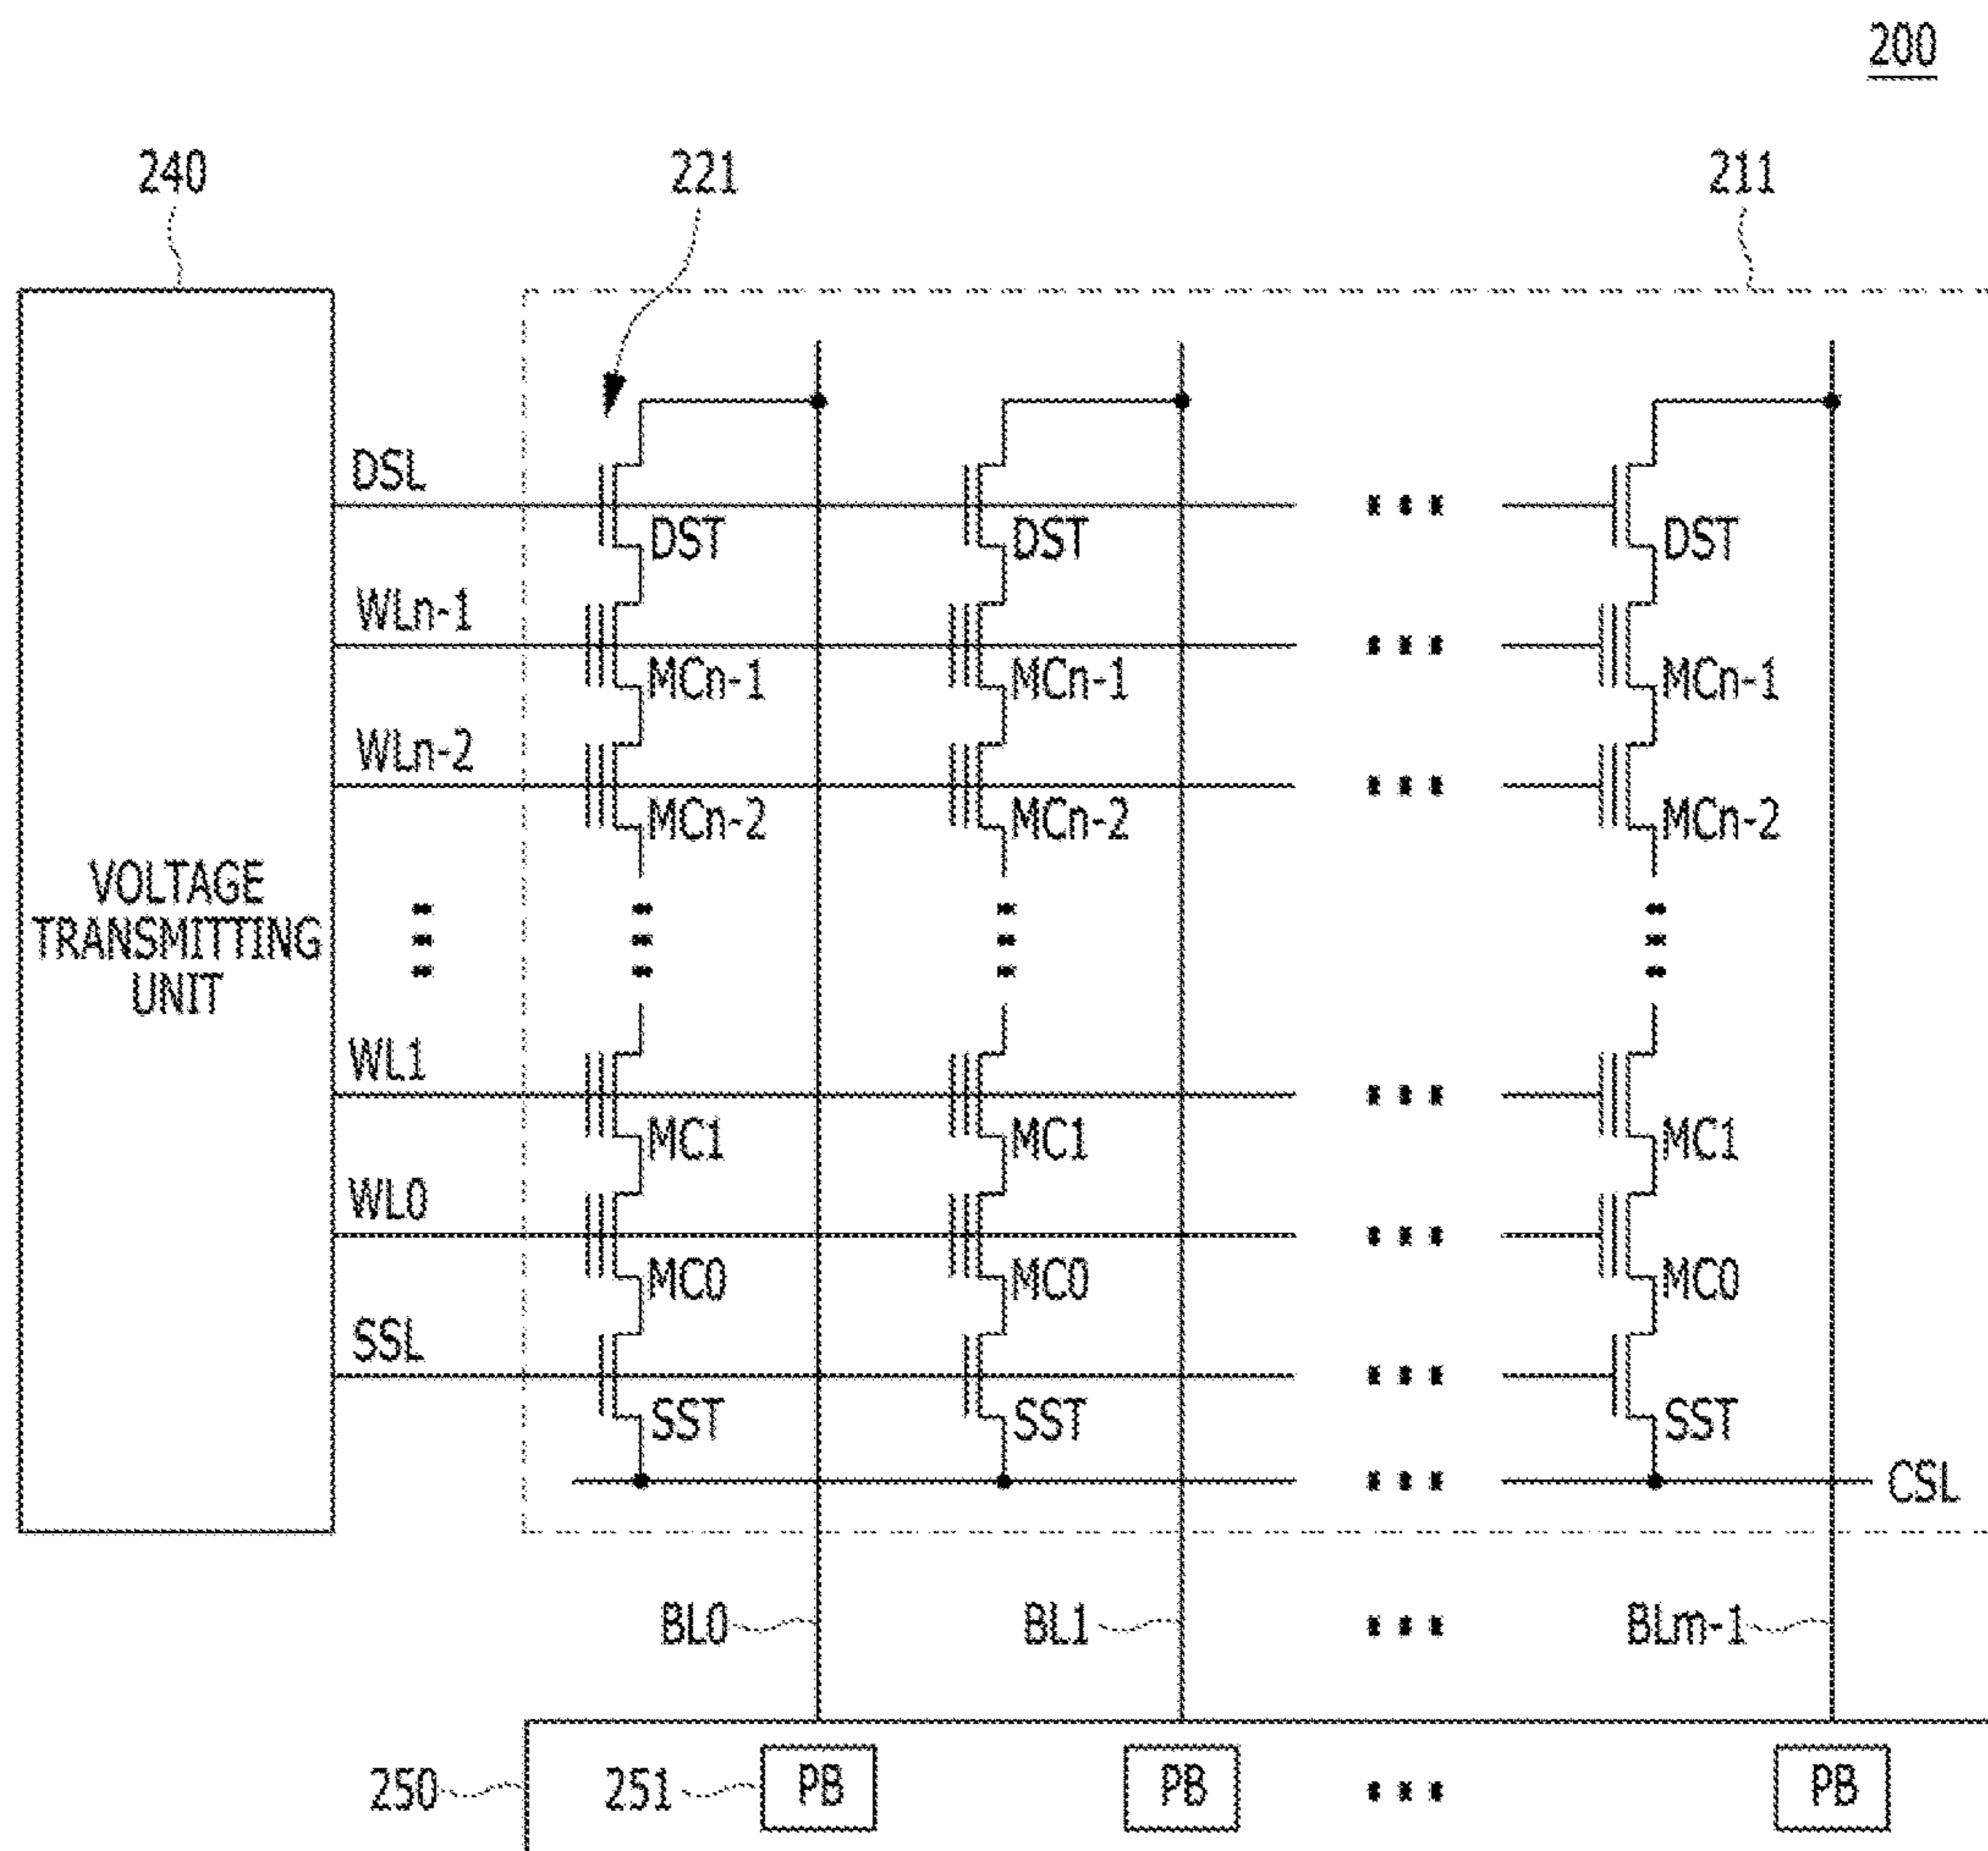 200
240 221 211
DSL
DST DST DST
WLn-1
MCn-1 MCn-1 MCn-1
WLn-2
MCn-2 MCn-2 MCn-2
VOLTAGE
TRANSMITTING
UNIT
WL1
MC1 MC1 MC1
WL0
MC0 MC0 MC0
SSL
SST SST SST
CSL
BL0 BL1 BLm-1
250 251 PB PB PB